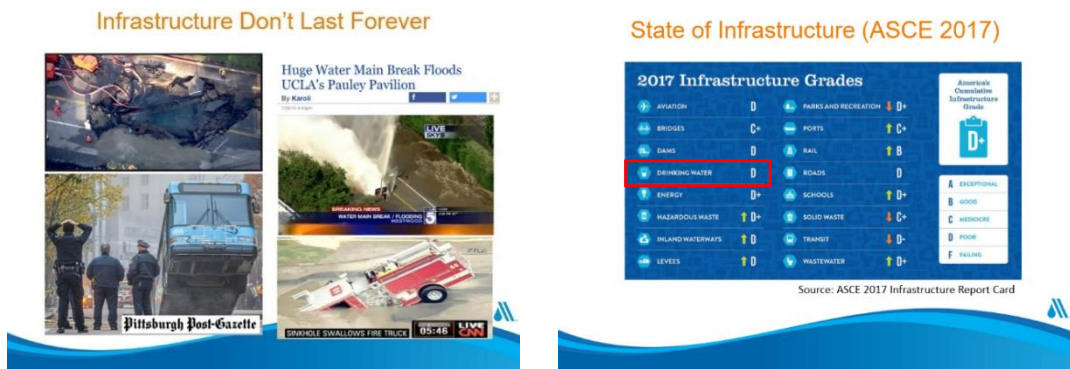 Infrastructure Don't Last Forever
Huge Water Main Break Floods
UCLA's Pauley Pavilion
By Karoli
LIVE
SKY5
BREAKING NEWS
WATER MAIN BREAK / FLOODING
WESTWOOD
5
Pittsburgh Post-Gazette
SINKHOLE SWALLOWS FIRE TRUCK
05:46
LIVE
CNN
State of Infrastructure (ASCE 2017)
2017 Infrastructure Grades
AVIATION D
BRIDGES C+
DAMS D
DRINKING WATER D
ENERGY D+
HAZARDOUS WASTE ↑ D+
INLAND WATERWAYS ↑ D
LEVEES ↑ D
PARKS AND RECREATION ↓ D+
PORTS ↑ C+
RAIL ↑ B
ROADS D
SCHOOLS ↑ D+
SOLID WASTE ↓ C+
TRANSIT ↓ D-
WASTEWATER ↑ D+
America's
Cumulative
Infrastructure
Grade
D+
A EXCEPTIONAL
B GOOD
C MEDIOCRE
D POOR
F FAILING
Source: ASCE 2017 Infrastructure Report Card